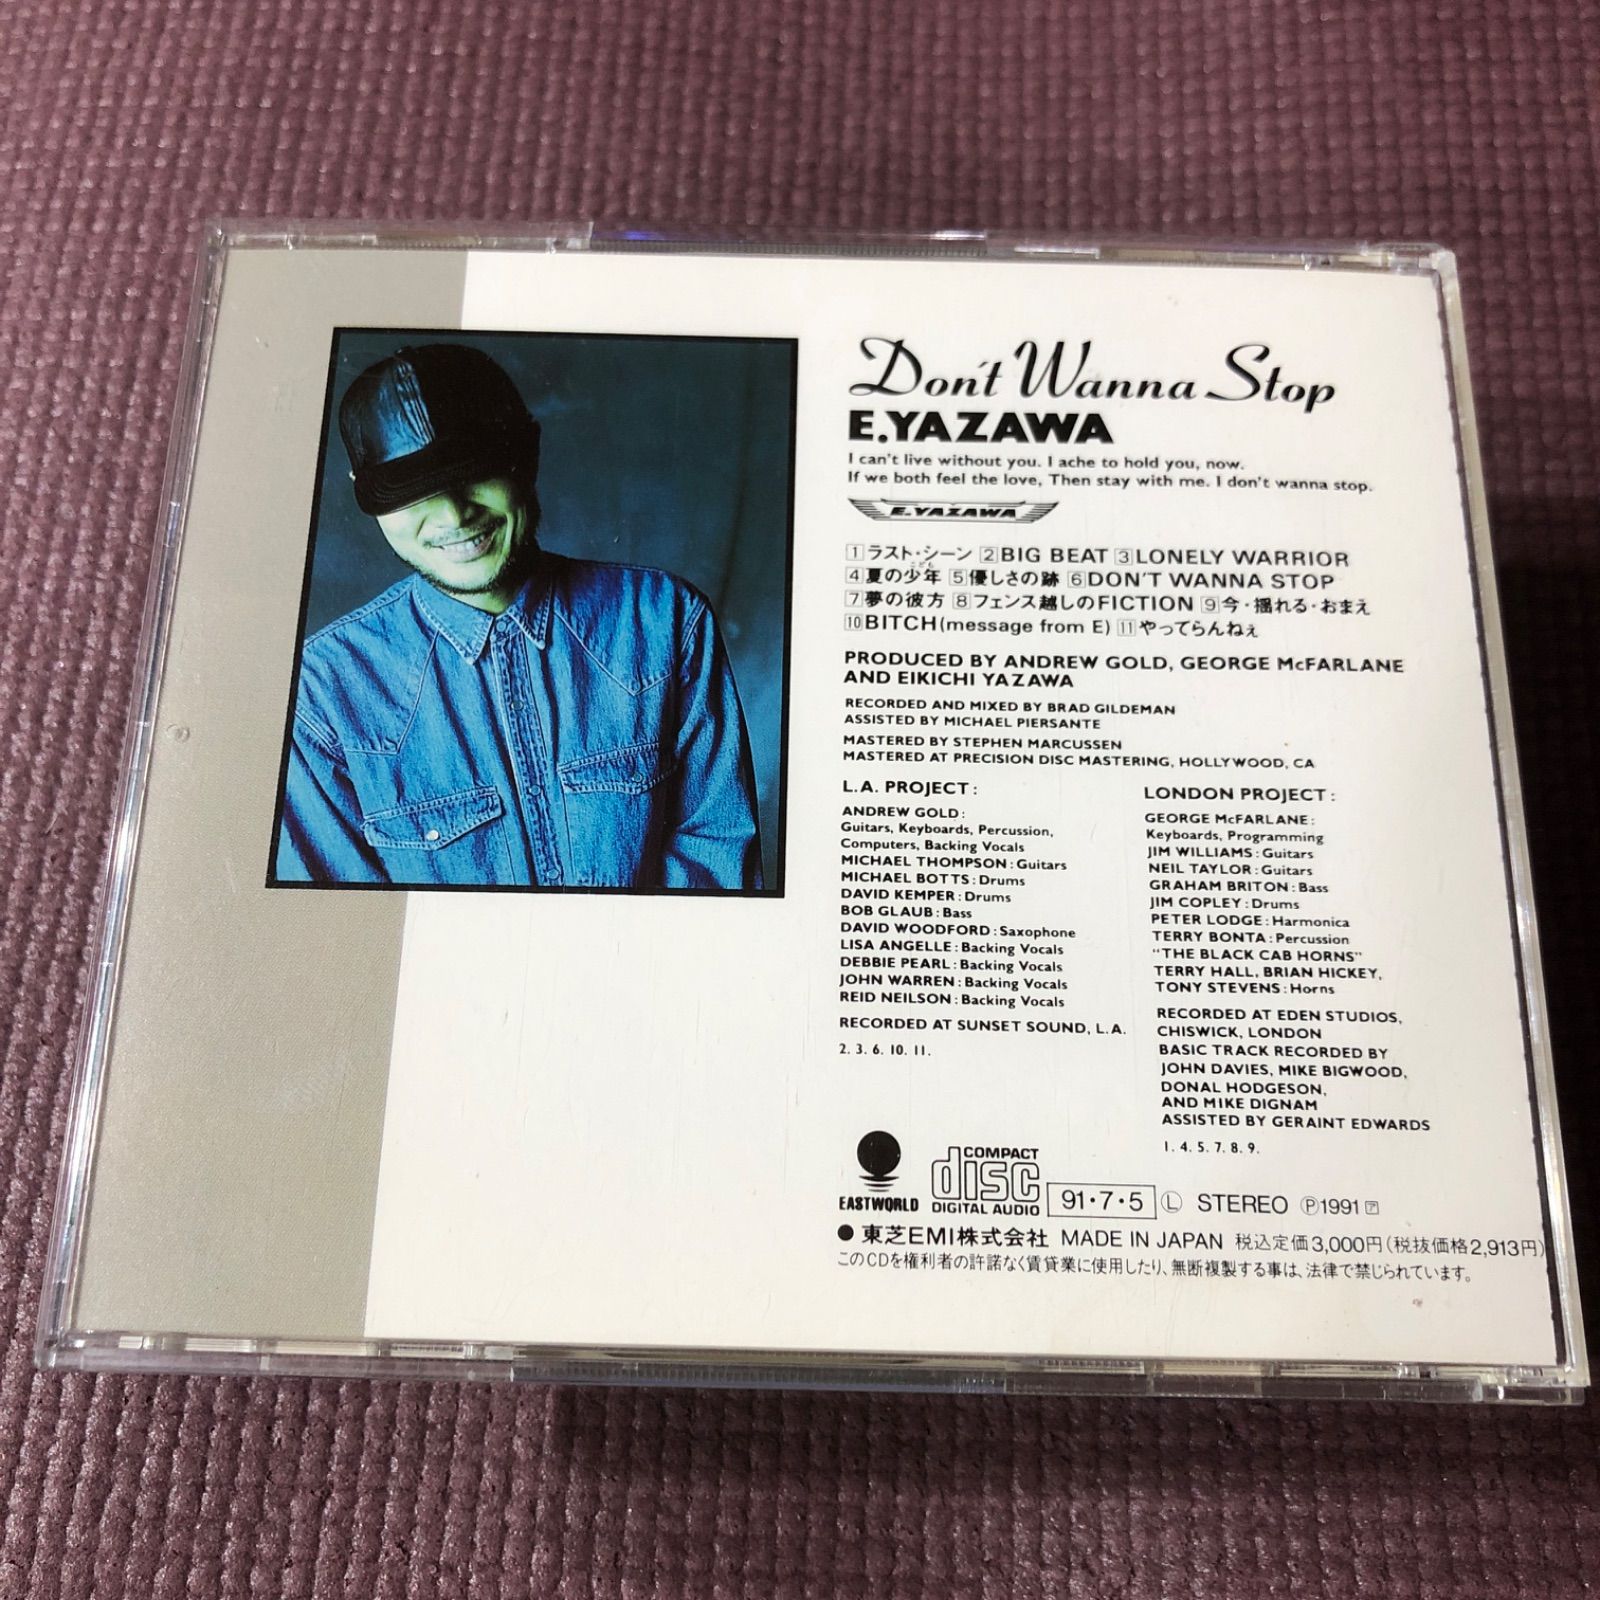 Don't Wanna Stop
E.YAZAWA
I can't live without you. I ache to hold you, now.
If we both feel the love, Then stay with me. I don't wanna stop.
E.YAZAWA
1 ラスト・シーン 2 BIG BEAT 3 LONELY WARRIOR
こども
4 夏の少年 5 優しさの跡 6 DON'T WANNA STOP
7 夢の彼方 8 フェンス越しのFICTION 9 今・揺れる・おまえ
10 BITCH(message from E) 11 やってらんねぇ
PRODUCED BY ANDREW GOLD, GEORGE McFARLANE
AND EIKICHI YAZAWA
RECORDED AND MIXED BY BRAD GILDEMAN
ASSISTED BY MICHAEL PIERSANTE
MASTERED BY STEPHEN MARCUSSEN
MASTERED AT PRECISION DISC MASTERING, HOLLYWOOD, CA
L.A. PROJECT:
ANDREW GOLD:
Guitars, Keyboards, Percussion,
Computers, Backing Vocals
MICHAEL THOMPSON: Guitars
MICHAEL BOTTS: Drums
DAVID KEMPER: Drums
BOB GLAUB: Bass
DAVID WOODFORD: Saxophone
LISA ANGELLE: Backing Vocals
DEBBIE PEARL: Backing Vocals
JOHN WARREN: Backing Vocals
REID NEILSON: Backing Vocals
RECORDED AT SUNSET SOUND, L.A.
2. 3. 6. 10. 11.
LONDON PROJECT:
GEORGE McFARLANE:
Keyboards, Programming
JIM WILLIAMS: Guitars
NEIL TAYLOR: Guitars
GRAHAM BRITON: Bass
JIM COPLEY: Drums
PETER LODGE: Harmonica
TERRY BONTA: Percussion
"THE BLACK CAB HORNS"
TERRY HALL, BRIAN HICKEY,
TONY STEVENS: Horns
RECORDED AT EDEN STUDIOS,
CHISWICK, LONDON
BASIC TRACK RECORDED BY
JOHN DAVIES, MIKE BIGWOOD,
DONAL HODGESON,
AND MIKE DIGNAM
ASSISTED BY GERAINT EDWARDS
1. 4. 5. 7. 8. 9.
EASTWORLD
COMPACT
disc
DIGITAL AUDIO
91・7・5 Ⓛ STEREO ℗1991 ア
●東芝EMI株式会社 MADE IN JAPAN 税込定価3,000円(税抜価格2,913円)
このCDを権利者の許諾なく賃貸業に使用したり、無断複製する事は、法律で禁じられています。